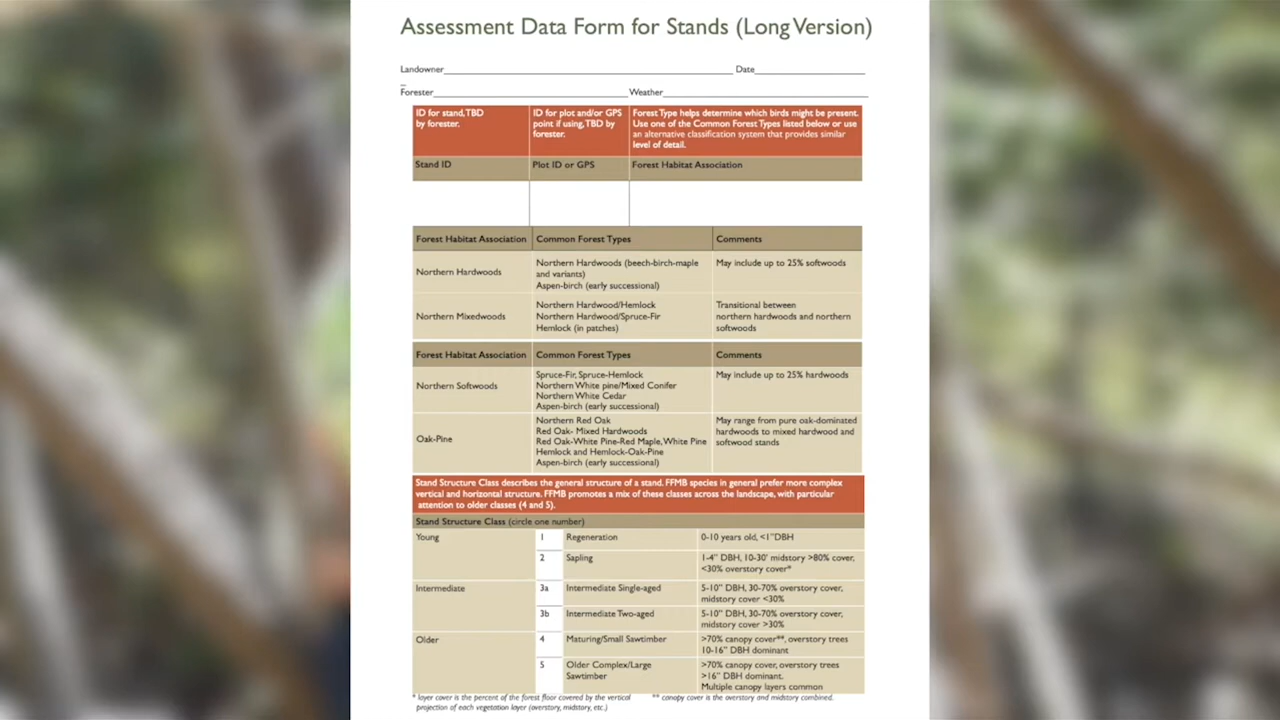 Assessment Data Form for Stands (Long Version)
Landowner Date
Forester Weather
ID for stand, TBD by forester.
ID for plot and/or GPS point if using, TBD by forester.
Forest Type helps determine which birds might be present. Use one of the Common Forest Types listed below or use an alternative classification system that provides similar level of detail.
Stand ID Plot ID or GPS Forest Habitat Association
Forest Habitat Association Common Forest Types Comments
Northern Hardwoods
Northern Hardwoods (beech-birch-maple
and variants)
Aspen-birch (early successional)
May include up to 25% softwoods
Northern Mixedwoods
Northern Hardwood/Hemlock
Northern Hardwood/Spruce-Fir
Hemlock (in patches)
Transitional between
northern hardwoods and northern
softwoods
Forest Habitat Association Common Forest Types Comments
Northern Softwoods
Spruce-Fir, Spruce-Hemlock
Northern White pine/Mixed Conifer
Northern White Cedar
Aspen-birch (early successional)
May include up to 25% hardwoods
Oak-Pine
Northern Red Oak
Red Oak- Mixed Hardwoods
Red Oak-White Pine-Red Maple, White Pine
Hemlock and Hemlock-Oak-Pine
Aspen-birch (early successional)
May range from pure oak-dominated
hardwoods to mixed hardwood and
softwood stands
Stand Structure Class describes the general structure of a stand. FFMB species in general prefer more complex
vertical and horizontal structure. FFMB promotes a mix of these classes across the landscape, with particular
attention to older classes (4 and 5).
Stand Structure Class (circle one number)
Young 1 Regeneration 0-10 years old, <1"DBH
2 Sapling 1-4" DBH, 10-30' midstory >80% cover,
<30% overstory cover*
Intermediate 3a Intermediate Single-aged 5-10" DBH, 30-70% overstory cover,
midstory cover <30%
3b Intermediate Two-aged 5-10" DBH, 30-70% overstory cover,
midstory cover >30%
Older 4 Maturing/Small Sawtimber >70% canopy cover**, overstory trees
10-16" DBH dominant
5 Older Complex/Large
Sawtimber
>70% canopy cover, overstory trees
>16" DBH dominant.
Multiple canopy layers common
* layer cover is the percent of the forest floor covered by the vertical
projection of each vegetation layer (overstory, midstory, etc.)
** canopy cover is the overstory and midstory combined.